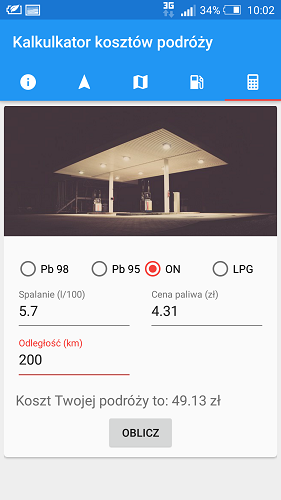 3G 34% 10:02
Kalkulkator kosztów podróży
Pb 98 Pb 95 ON LPG
Spalanie (l/100) Cena paliwa (zł)
5.7 4.31
Odległość (km)
200
Koszt Twojej podróży to: 49.13 zł
OBLICZ